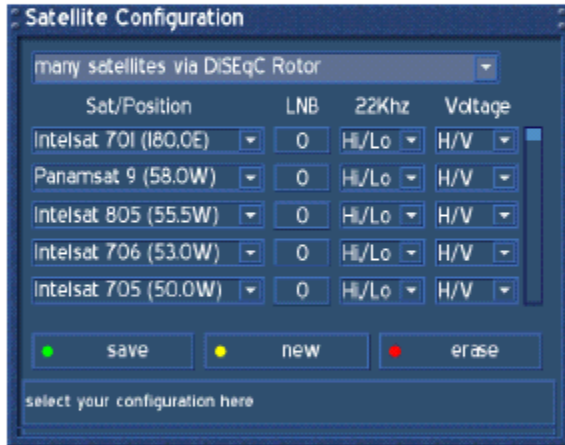 Satellite Configuration
many satellites via DISEqC Rotor
Sat/Position LNB 22Khz Voltage
Intelsat 701 (180.0E) 0 Hi/Lo H/V
Panamsat 9 (58.0W) 0 Hi/Lo H/V
Intelsat 805 (55.5W) 0 Hi/Lo H/V
Intelsat 706 (53.0W) 0 Hi/Lo H/V
Intelsat 705 (50.0W) 0 Hi/Lo H/V
save new erase
select your configuration here